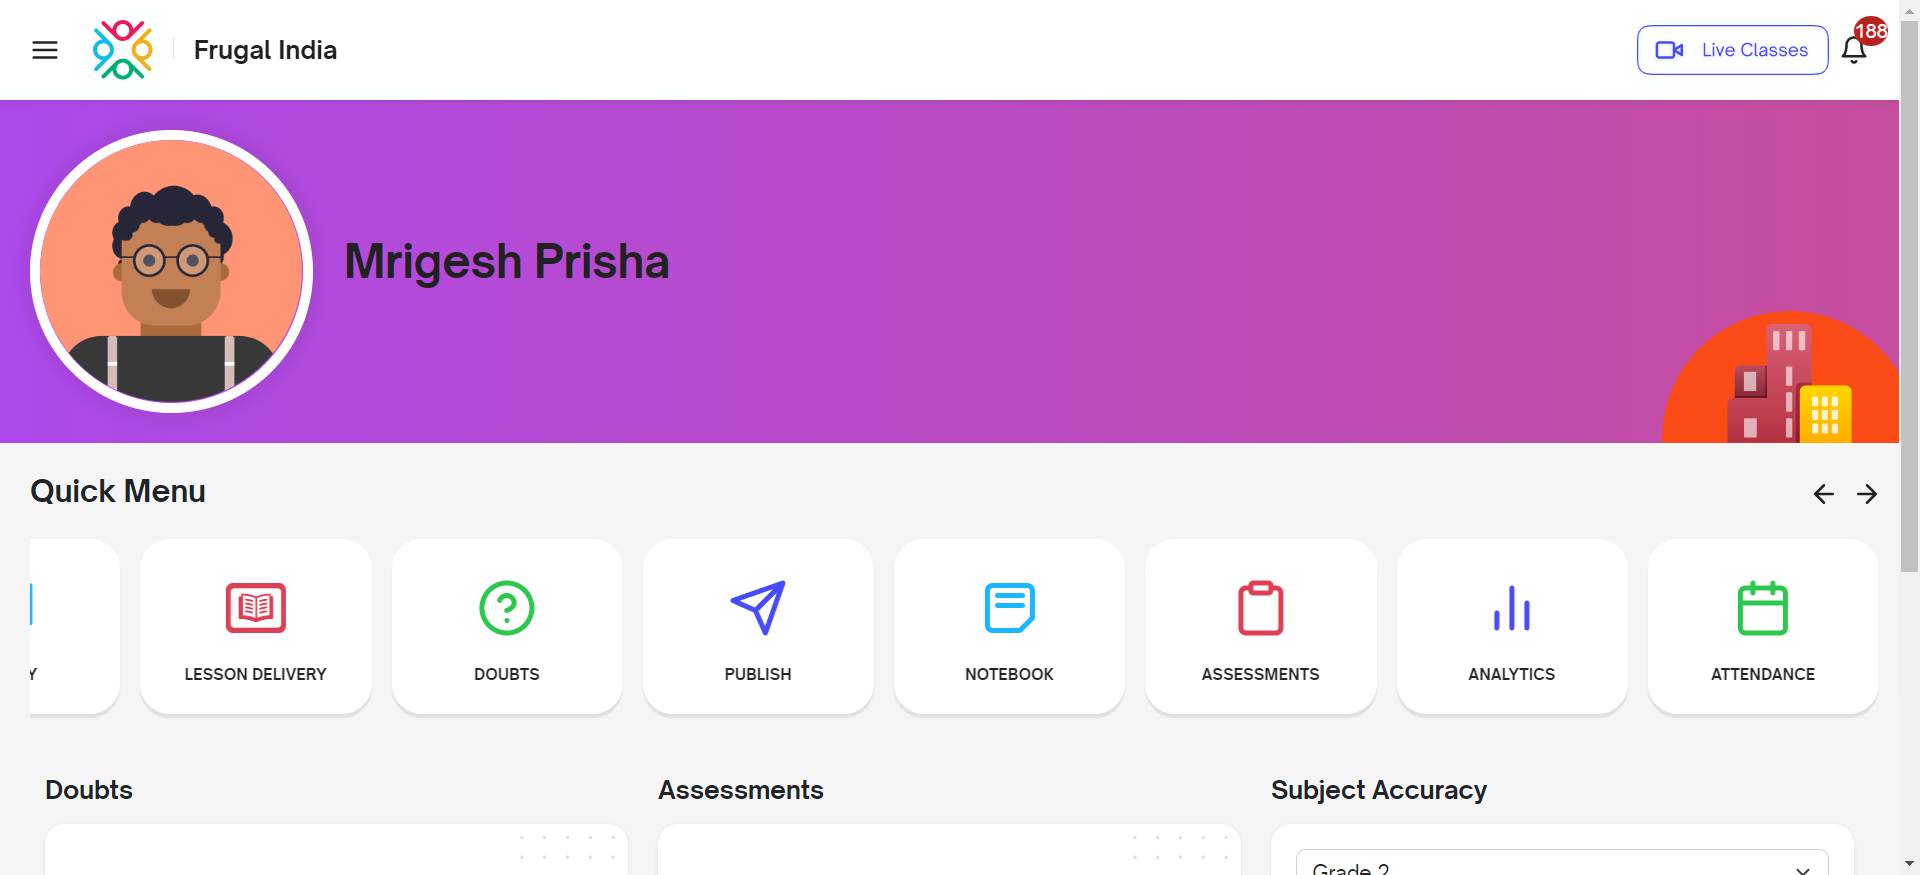 Frugal India
Live Classes
188
Mrigesh Prisha
Quick Menu
Y
LESSON DELIVERY
DOUBTS
PUBLISH
NOTEBOOK
ASSESSMENTS
ANALYTICS
ATTENDANCE
Doubts
Assessments
Subject Accuracy
Grade 2